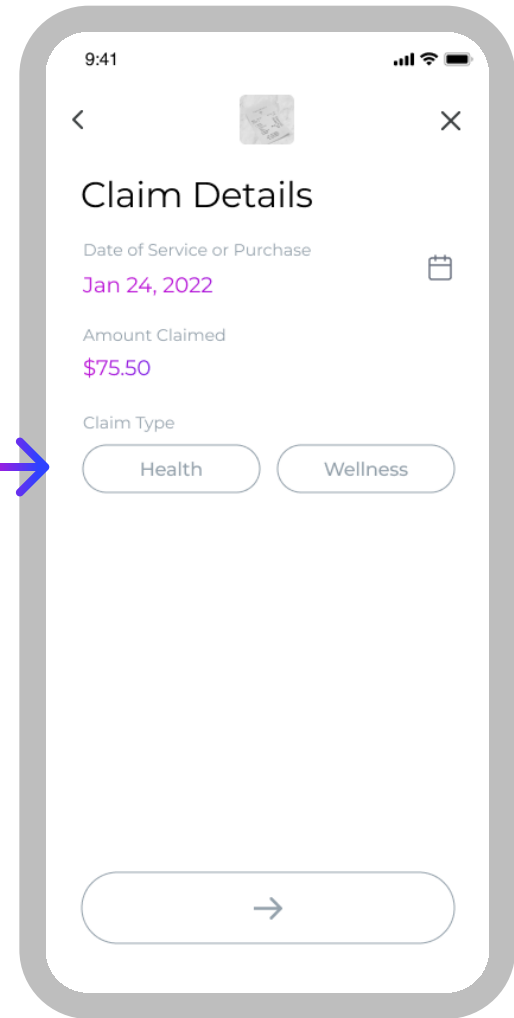 9:41
Claim Details
Date of Service or Purchase
Jan 24, 2022
Amount Claimed
$75.50
Claim Type
Health Wellness